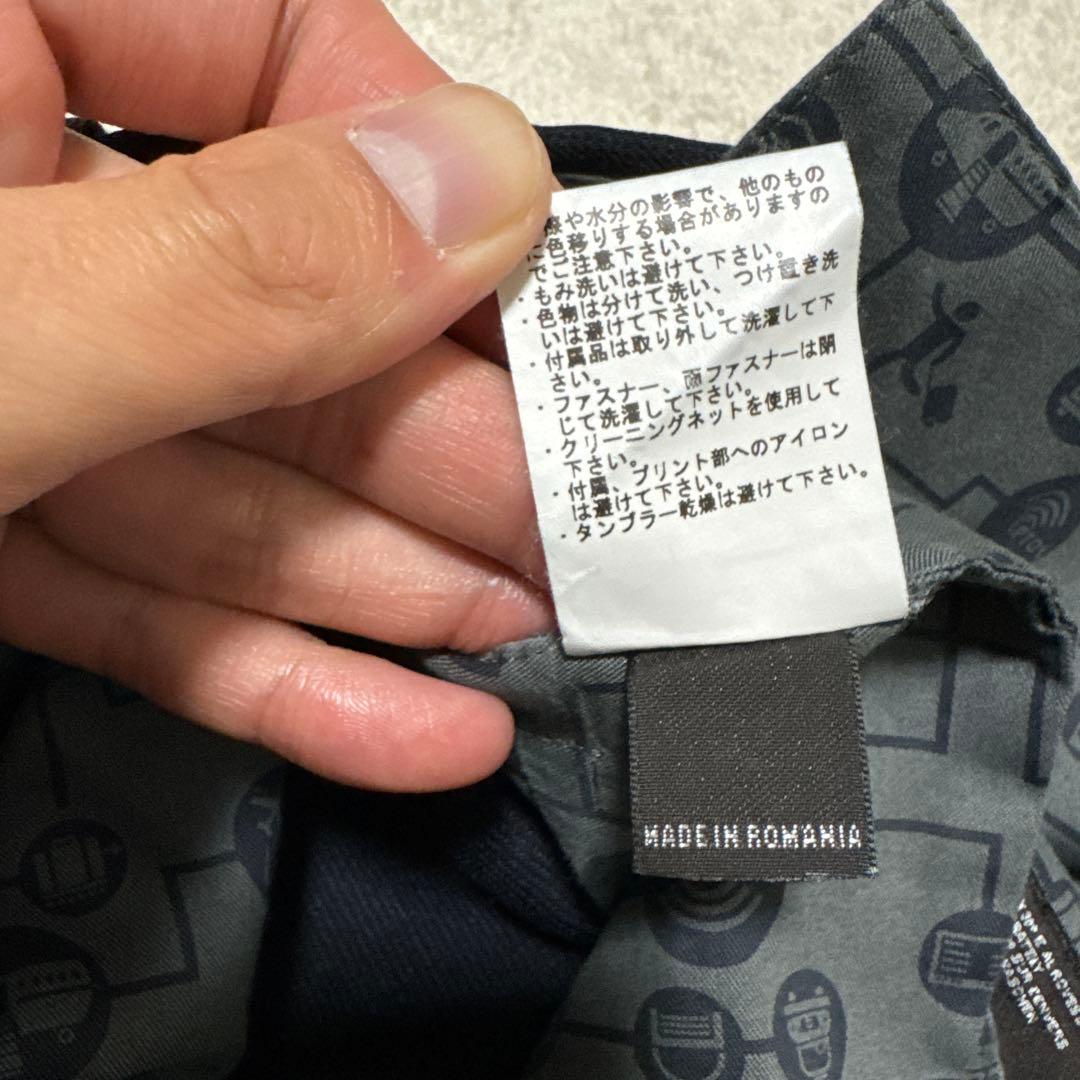 際や水分の影響で、他のもの
に色移りする場合がありますの
でご注意下さい。
・もみ洗いは避けて下さい。
・色物は分けて洗い、つけ置き洗
いは避けて下さい。
・付属品は取り外して洗濯して下
さい。
・ファスナー、面ファスナーは閉
じて洗濯して下さい。
・クリーニングネットを使用して
下さい。
・付属、プリント部へのアイロン
は避けて下さい。
・タンブラー乾燥は避けて下さい。
MADE IN ROMANIA
SUR L'ENVERS